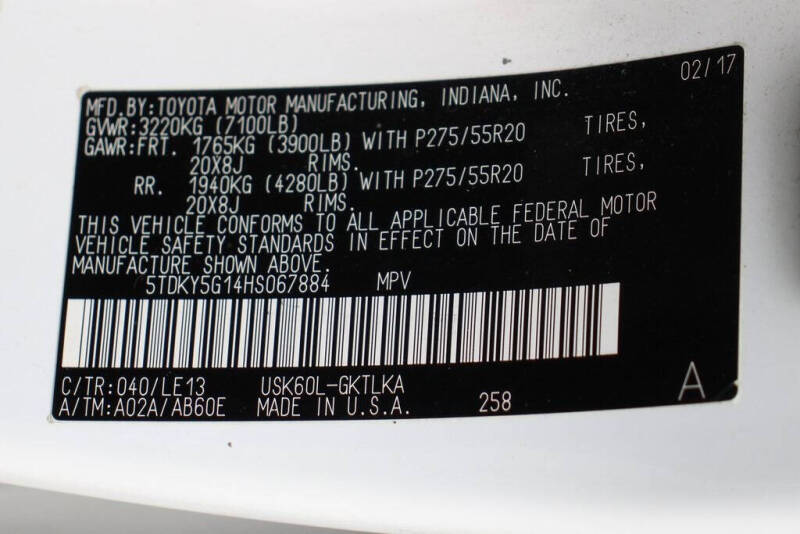 02/17
MFD.BY:TOYOTA MOTOR MANUFACTURING, INDIANA, INC.
GVWR:3220KG (7100LB)
GAWR:FRT. 1765KG (3900LB) WITH P275/55R20 TIRES,
20X8J RIMS.
RR. 1940KG (4280LB) WITH P275/55R20 TIRES,
20X8J RIMS.
THIS VEHICLE CONFORMS TO ALL APPLICABLE FEDERAL MOTOR
VEHICLE SAFETY STANDARDS IN EFFECT ON THE DATE OF
MANUFACTURE SHOWN ABOVE.
5TDKY5G14HS067884 MPV
C/TR:040/LE13 USK60L-GKTLKA
A/TM:A02A/AB60E MADE IN U.S.A. 258 A